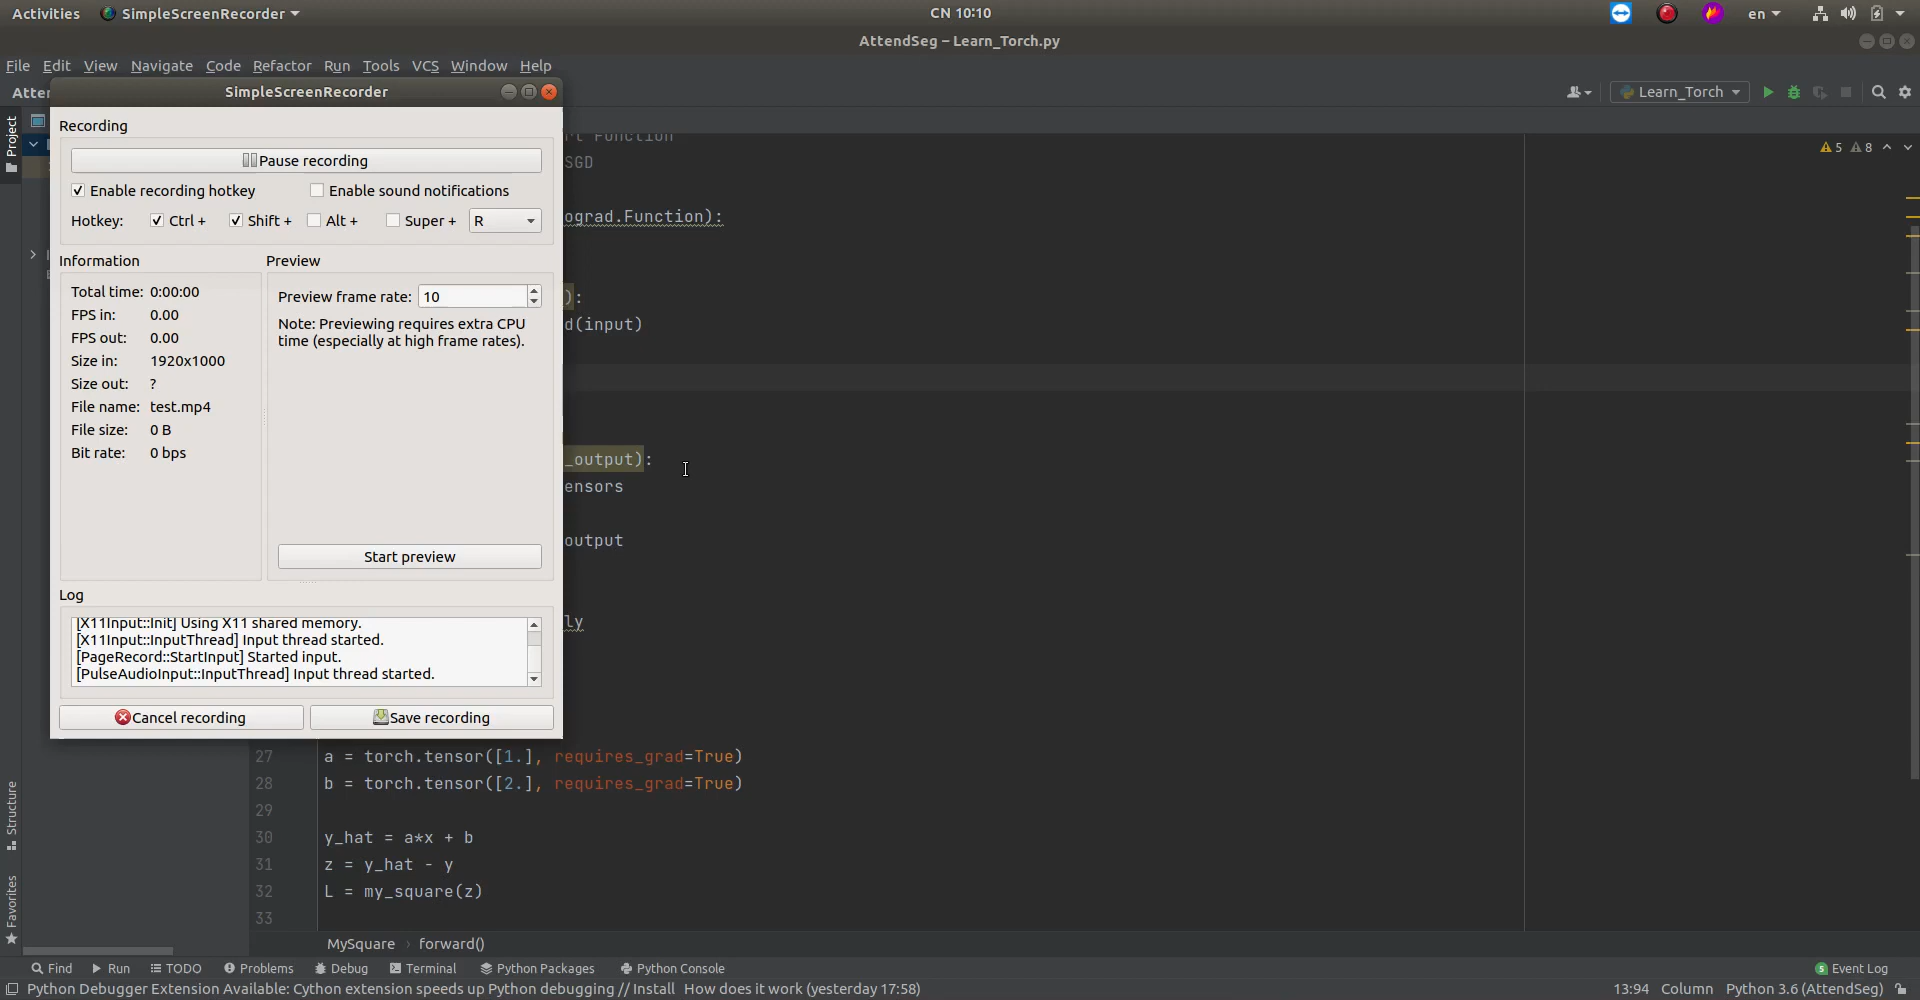 Activities SimpleScreenRecorder CN 10:10 en
AttendSeg – Learn_Torch.py
File Edit View Navigate Code Refactor Run Tools VCS Window Help
Learn_Torch
SimpleScreenRecorder
Recording
Pause recording
Enable recording hotkey Enable sound notifications
Hotkey: Ctrl + Shift + Alt + Super + R
Information Preview
Total time: 0:00:00
FPS in: 0.00
FPS out: 0.00
Size in: 1920x1000
Size out: ?
File name: test.mp4
File size: 0 B
Bit rate: 0 bps
Preview frame rate: 10
Note: Previewing requires extra CPU
time (especially at high frame rates).
Start preview
Log
[X11Input::Init] Using X11 shared memory.
[X11Input::InputThread] Input thread started.
[PageRecord::StartInput] Started input.
[PulseAudioInput::InputThread] Input thread started.
Cancel recording Save recording
Atten
Project
Structure
Favorites
5 8
rt Function
SGD
ograd.Function):
):
d(input)
_output):
ensors
output
ly
27 a = torch.tensor([1.], requires_grad=True)
28 b = torch.tensor([2.], requires_grad=True)
29
30 y_hat = a*x + b
31 z = y_hat - y
32 L = my_square(z)
33
MySquare › forward()
Find Run TODO Problems Debug Terminal Python Packages Python Console 5 Event Log
Python Debugger Extension Available: Cython extension speeds up Python debugging // Install How does it work (yesterday 17:58) 13:94 Column Python 3.6 (AttendSeg)